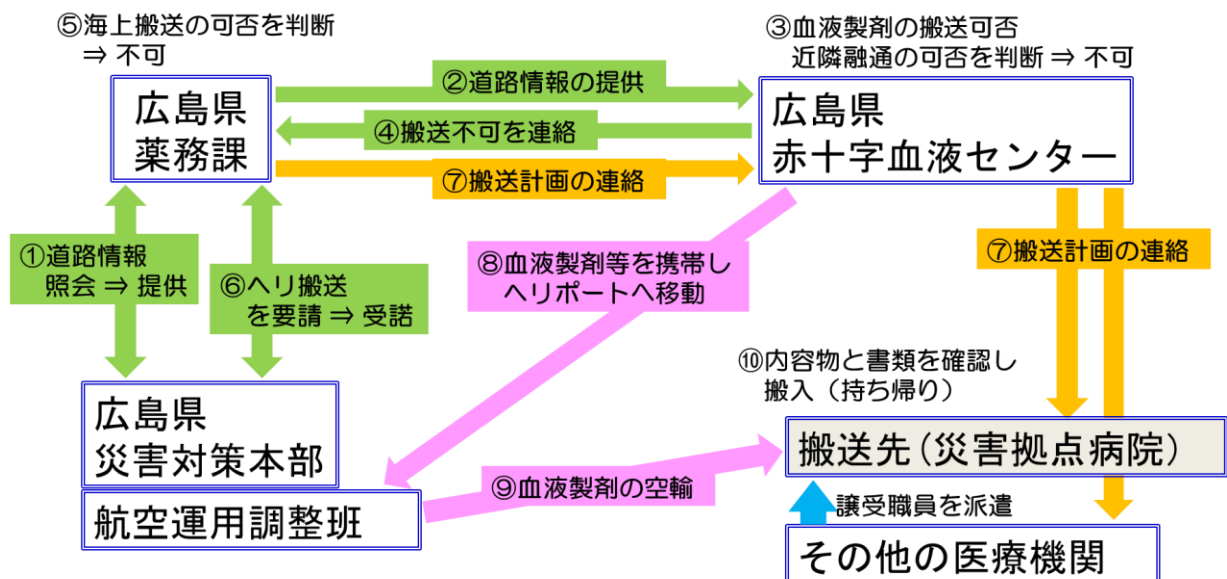 ⑤海上搬送の可否を判断
⇒ 不可
③血液製剤の搬送可否
近隣融通の可否を判断 ⇒ 不可
広島県
薬務課
②道路情報の提供
④搬送不可を連絡
⑦搬送計画の連絡
広島県
赤十字血液センター
①道路情報
照会 ⇒ 提供
⑥ヘリ搬送
を要請 ⇒ 受諾
⑧血液製剤等を携帯し
ヘリポートへ移動
⑦搬送計画の連絡
⑩内容物と書類を確認し
搬入（持ち帰り）
広島県
災害対策本部
航空運用調整班
⑨血液製剤の空輸
搬送先（災害拠点病院）
譲受職員を派遣
その他の医療機関